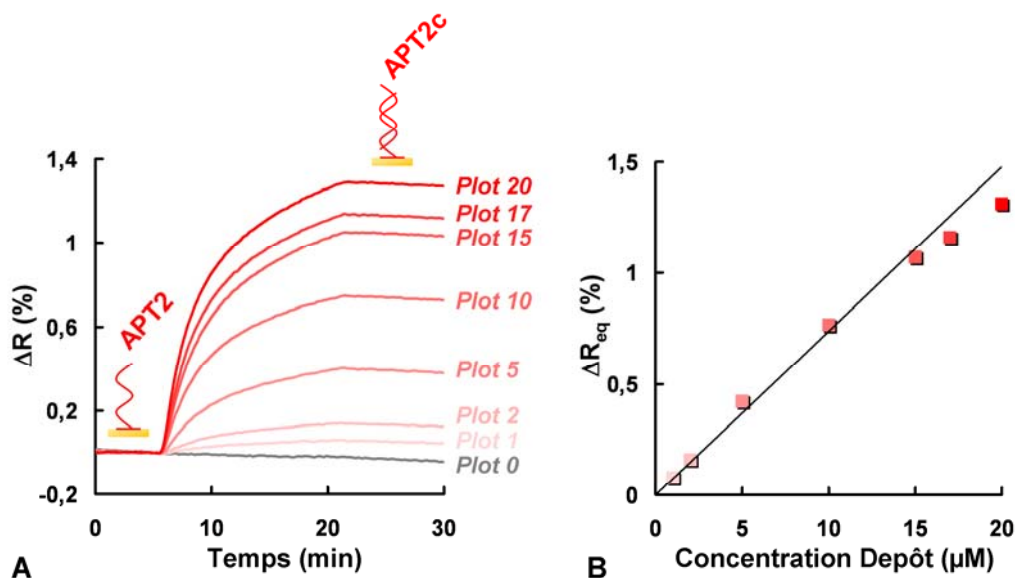 APT2c
APT2
1,4
1
0,6
0,2
-0,2
ΔR (%)
0
10
20
30
Temps (min)
Plot 20
Plot 17
Plot 15
Plot 10
Plot 5
Plot 2
Plot 1
Plot 0
A
1.5
1
0,5
0
ΔReq (%)
0
5
10
15
20
Concentration Depôt (µM)
B